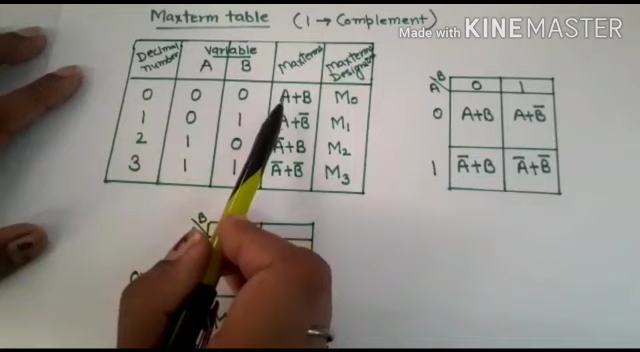 Maxterm table (1 → Complement)
Made with KINEMASTER
Decimal number Variable A B Maxterms Maxterms Designation
0 0 0 A+B M₀
1 0 1 A+B̅ M₁
2 1 0 A̅+B M₂
3 1 1 A̅+B̅ M₃
B
A 0 1
0 A+B A+B̅
1 A̅+B A̅+B̅
B